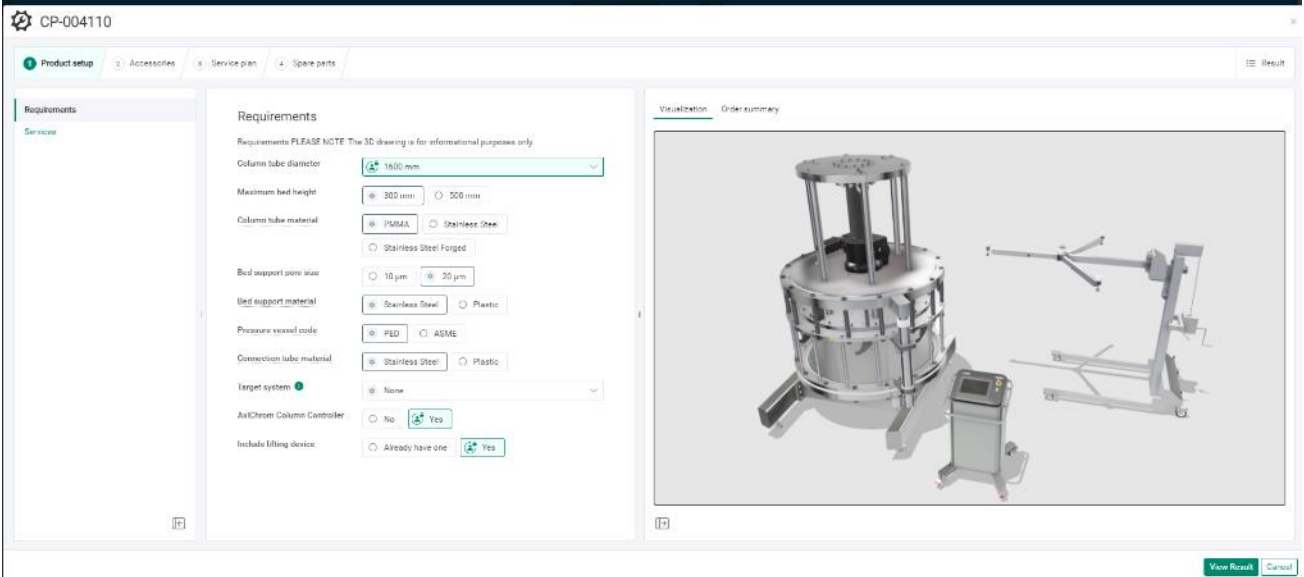 CP-004110
1 Product setup
2 Accessories
3 Service plan
4 Spare parts
Result
Requirements
Services
Requirements
Requirements PLEASE NOTE: The 3D drawing is for informational purposes only.
Column tube diameter
1600 mm
Maximum bed height
300 mm
500 mm
Column tube material
PMMA
Stainless Steel
Stainless Steel Forged
Bed support pore size
10 µm
20 µm
Bed support material
Stainless Steel
Plastic
Pressure vessel code
PED
ASME
Connection tube material
Stainless Steel
Plastic
Target system
None
AxiChrom Column Controller
No
Yes
Include lifting device
Already have one
Yes
Visualization
Order summary
View Result
Cancel